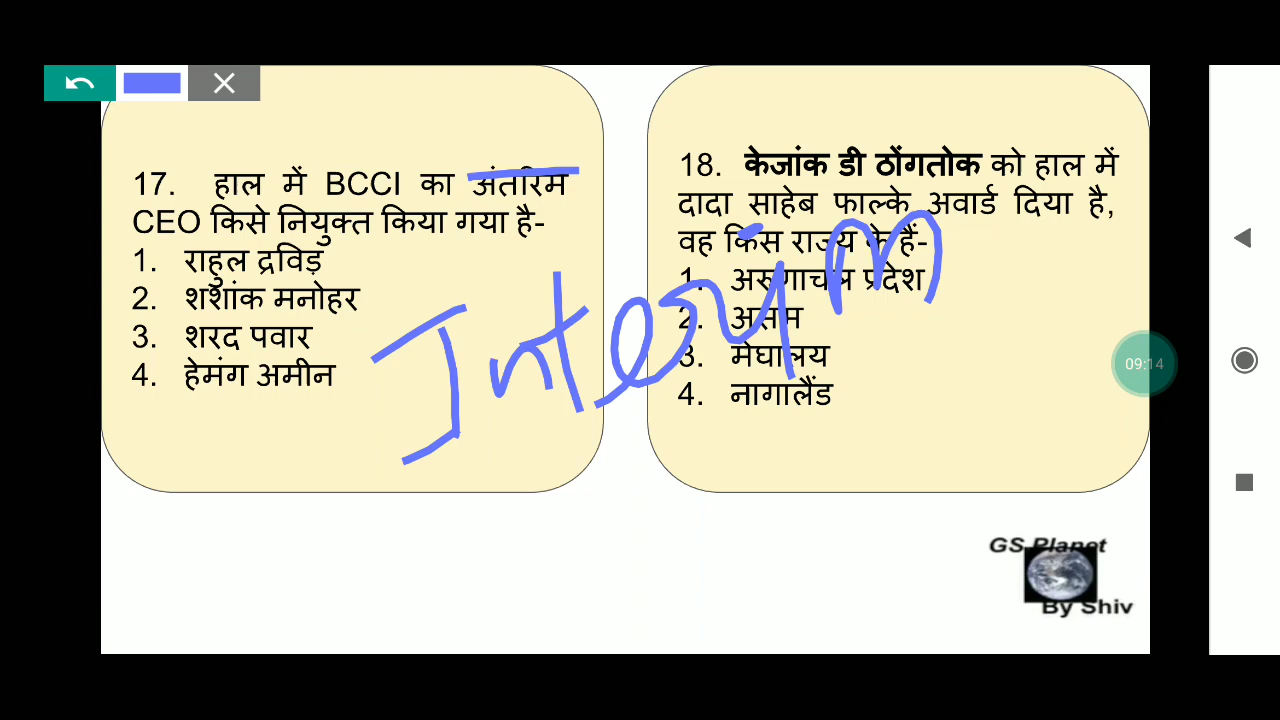 17. हाल में BCCI का अंतरिम
CEO किसे नियुक्त किया गया है-
1. राहुल द्रविड़
2. शशांक मनोहर
3. शरद पवार
4. हेमंग अमीन
18. केजांक डी ठोंगतोक को हाल में
दादा साहेब फाल्के अवार्ड दिया है,
वह किस राज्य के हैं-
1. अरुणाचल प्रदेश
2. असम
3. मेघालय
4. नागालैंड
Interim
09:14
GS Planet
By Shiv